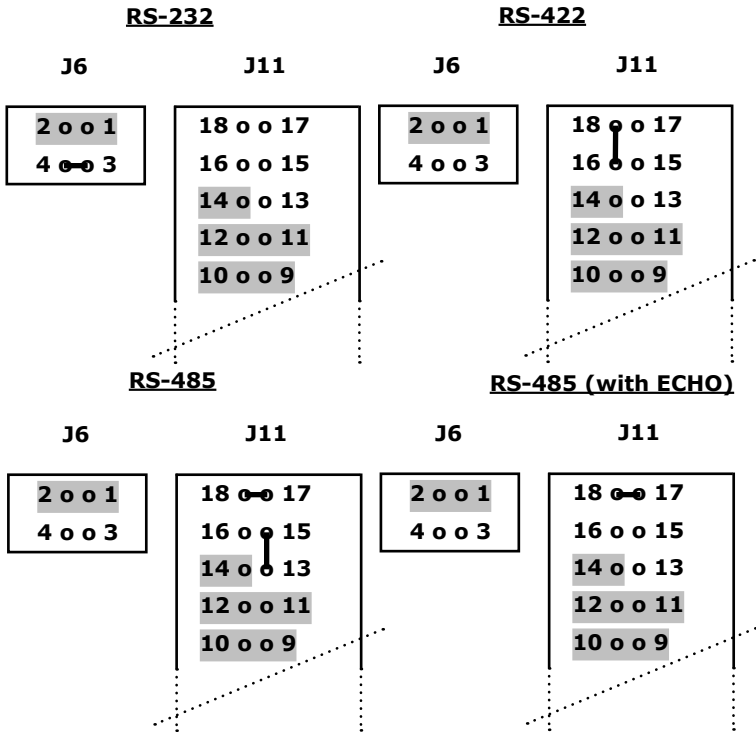 RS-232 RS-422
J6 J11 J6 J11
2 o o 1 18 o o 17 2 o o 1 18 o o 17
4 o o 3 16 o o 15 4 o o 3 16 o o 15
14 o o 13 14 o o 13
12 o o 11 12 o o 11
10 o o 9 10 o o 9
RS-485 RS-485 (with ECHO)
J6 J11 J6 J11
2 o o 1 18 o o 17 2 o o 1 18 o o 17
4 o o 3 16 o o 15 4 o o 3 16 o o 15
14 o o 13 14 o o 13
12 o o 11 12 o o 11
10 o o 9 10 o o 9